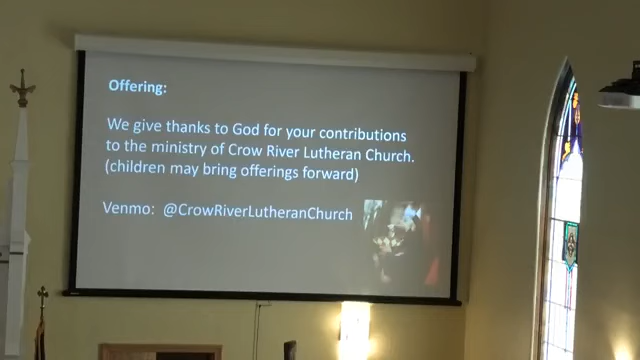 Offering:
We give thanks to God for your contributions
to the ministry of Crow River Lutheran Church.
(children may bring offerings forward)
Venmo:  @CrowRiverLutheranChurch